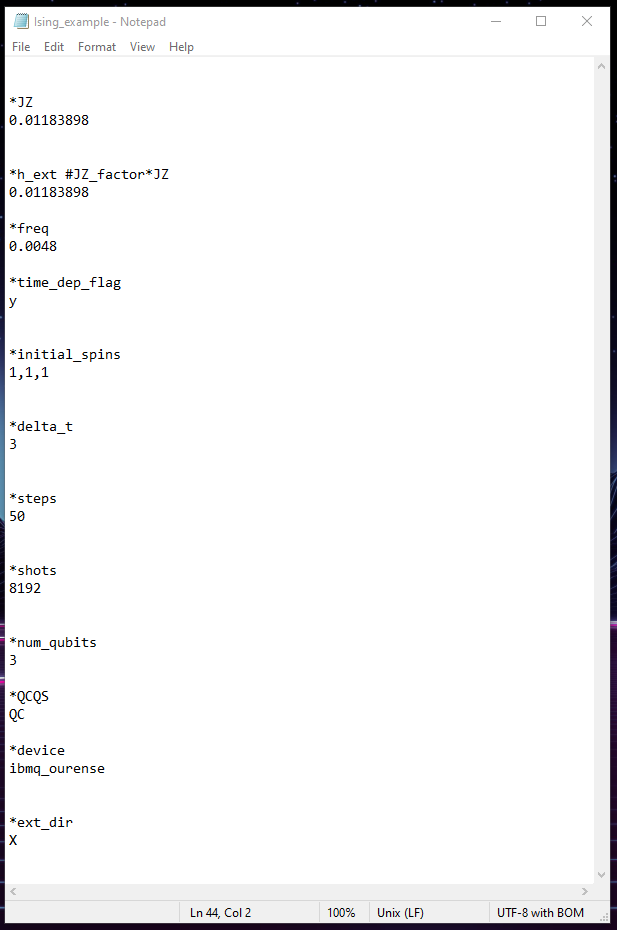 Ising_example - Notepad
File Edit Format View Help
*JZ
0.01183898
*h_ext #JZ_factor*JZ
0.01183898
*freq
0.0048
*time_dep_flag
y
*initial_spins
1,1,1
*delta_t
3
*steps
50
*shots
8192
*num_qubits
3
*QCQS
QC
*device
ibmq_ourense
*ext_dir
X
Ln 44, Col 2 100% Unix (LF) UTF-8 with BOM